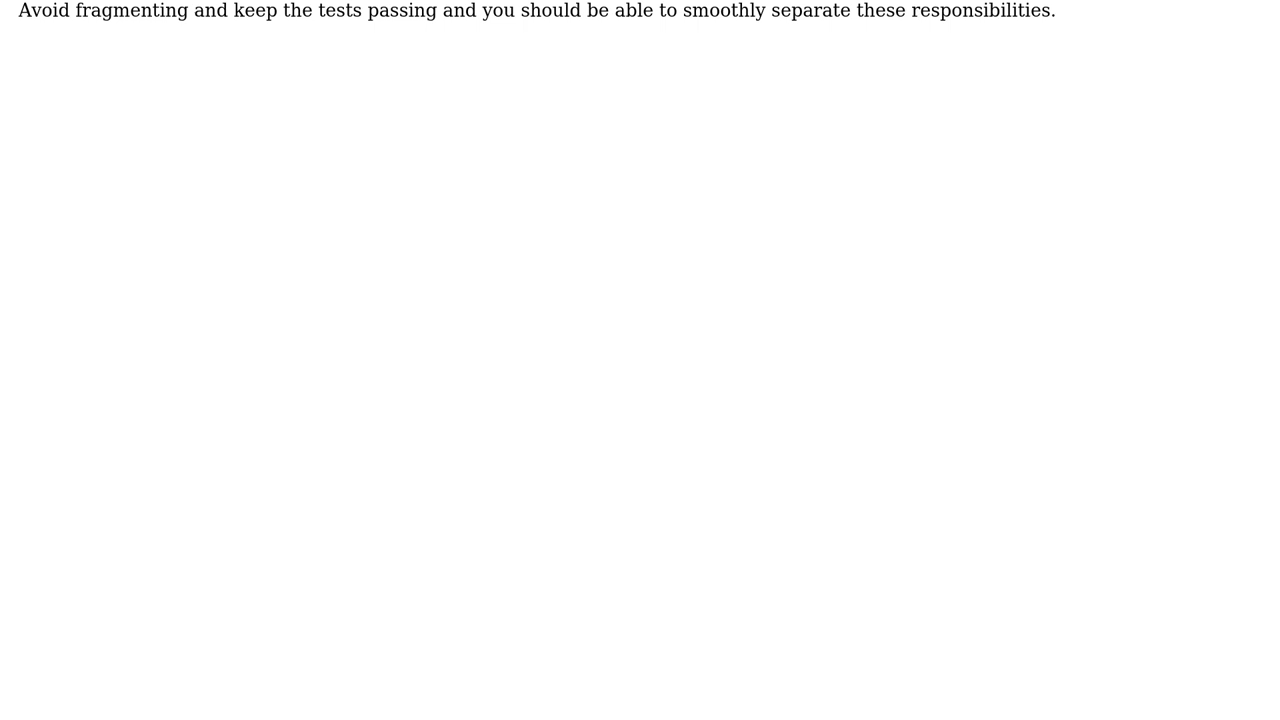 Avoid fragmenting and keep the tests passing and you should be able to smoothly separate these responsibilities.